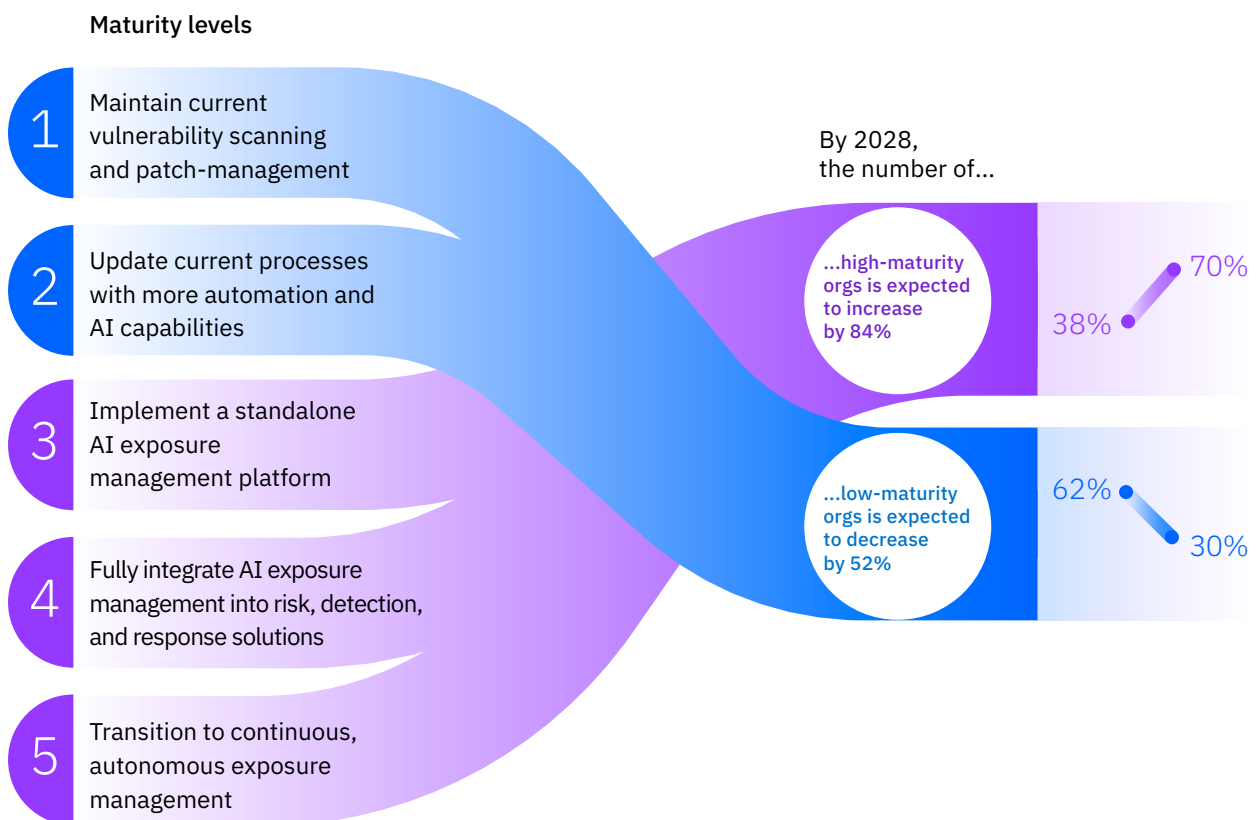 Maturity levels
1
Maintain current
vulnerability scanning
and patch-management
2
Update current processes
with more automation and
AI capabilities
3
Implement a standalone
AI exposure
management platform
4
Fully integrate AI exposure
management into risk, detection,
and response solutions
5
Transition to continuous,
autonomous exposure
management
By 2028,
the number of...
...high-maturity
orgs is expected
to increase
by 84%
38%
70%
...low-maturity
orgs is expected
to decrease
by 52%
62%
30%